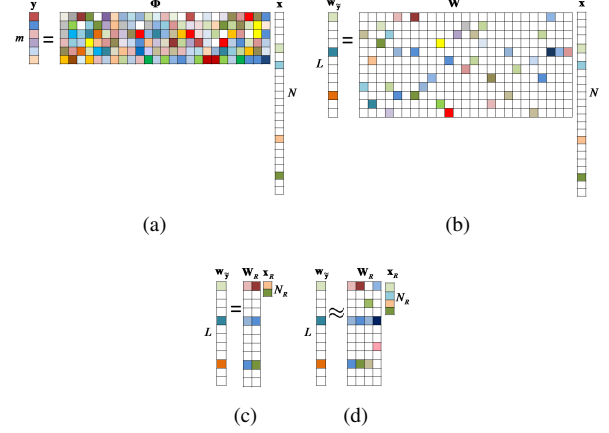 y Φ x
m = N
(a)
w_ỹ W x
L = N
(b)
w_ỹ W_R x_R
L = N_R
(c)
w_ỹ W_R x_R
L ≈ N_R
(d)